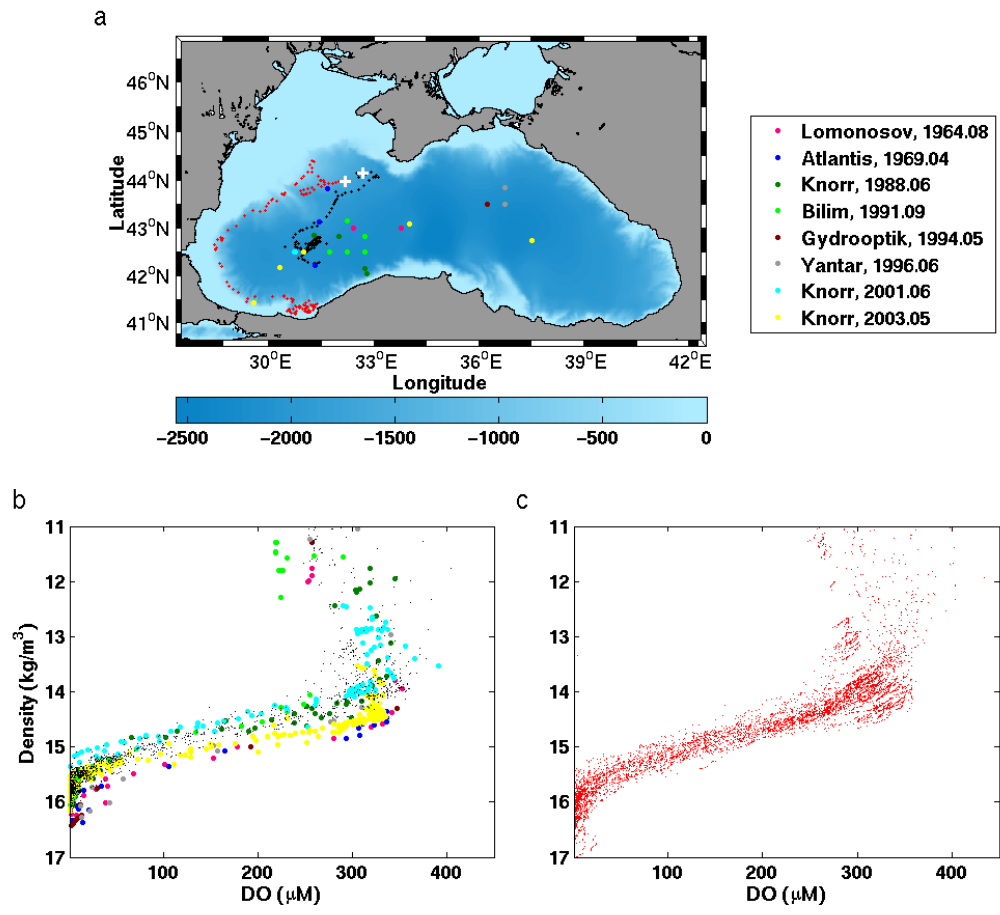 a
46°N
45°N
44°N
43°N
42°N
41°N
Latitude
30°E
33°E
36°E
39°E
42°E
Longitude
−2500
−2000
−1500
−1000
−500
0
Lomonosov, 1964.08
Atlantis, 1969.04
Knorr, 1988.06
Bilim, 1991.09
Gydrooptik, 1994.05
Yantar, 1996.06
Knorr, 2001.06
Knorr, 2003.05
b
11
12
13
14
15
16
17
Density (kg/m³)
100
200
300
400
DO (μM)
c
11
12
13
14
15
16
17
100
200
300
400
DO (μM)